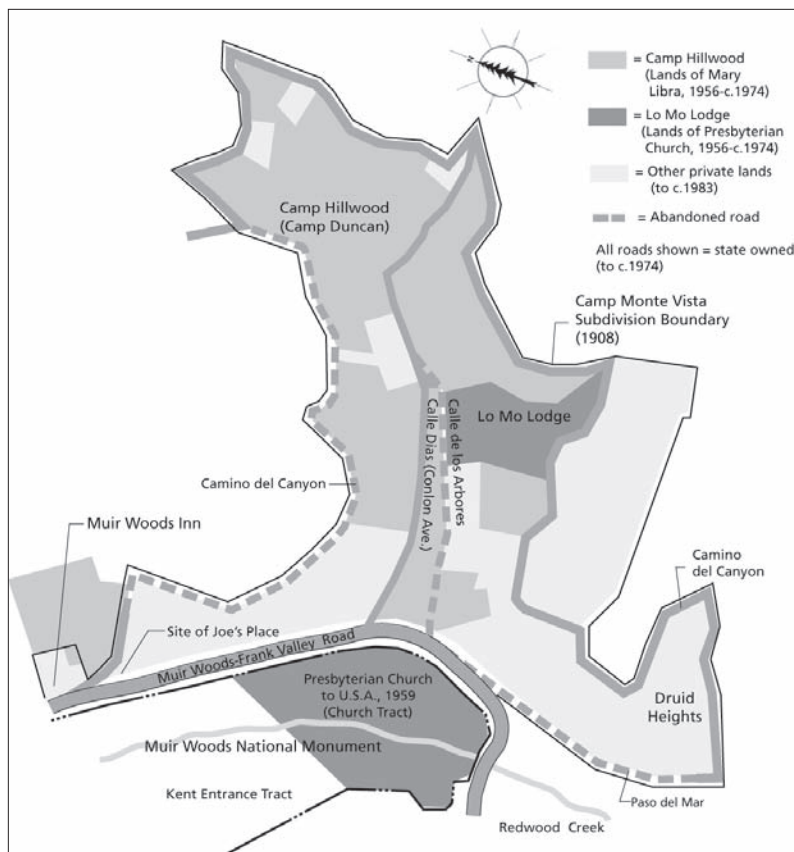 N
= Camp Hillwood
(Lands of Mary
Libra, 1956-c.1974)
= Lo Mo Lodge
(Lands of Presbyterian
Church, 1956-c.1974)
= Other private lands
(to c.1983)
= Abandoned road
All roads shown = state owned
(to c.1974)
Camp Hillwood
(Camp Duncan)
Camp Monte Vista
Subdivision Boundary
(1908)
Lo Mo Lodge
Calle Dias (Conlon Ave.)
Calle de los Arbores
Camino del Canyon
Muir Woods Inn
Camino
del Canyon
Site of Joe's Place
Muir Woods-Frank Valley Road
Presbyterian Church
to U.S.A., 1959
(Church Tract)
Druid
Heights
Muir Woods National Monument
Kent Entrance Tract
Paso del Mar
Redwood Creek